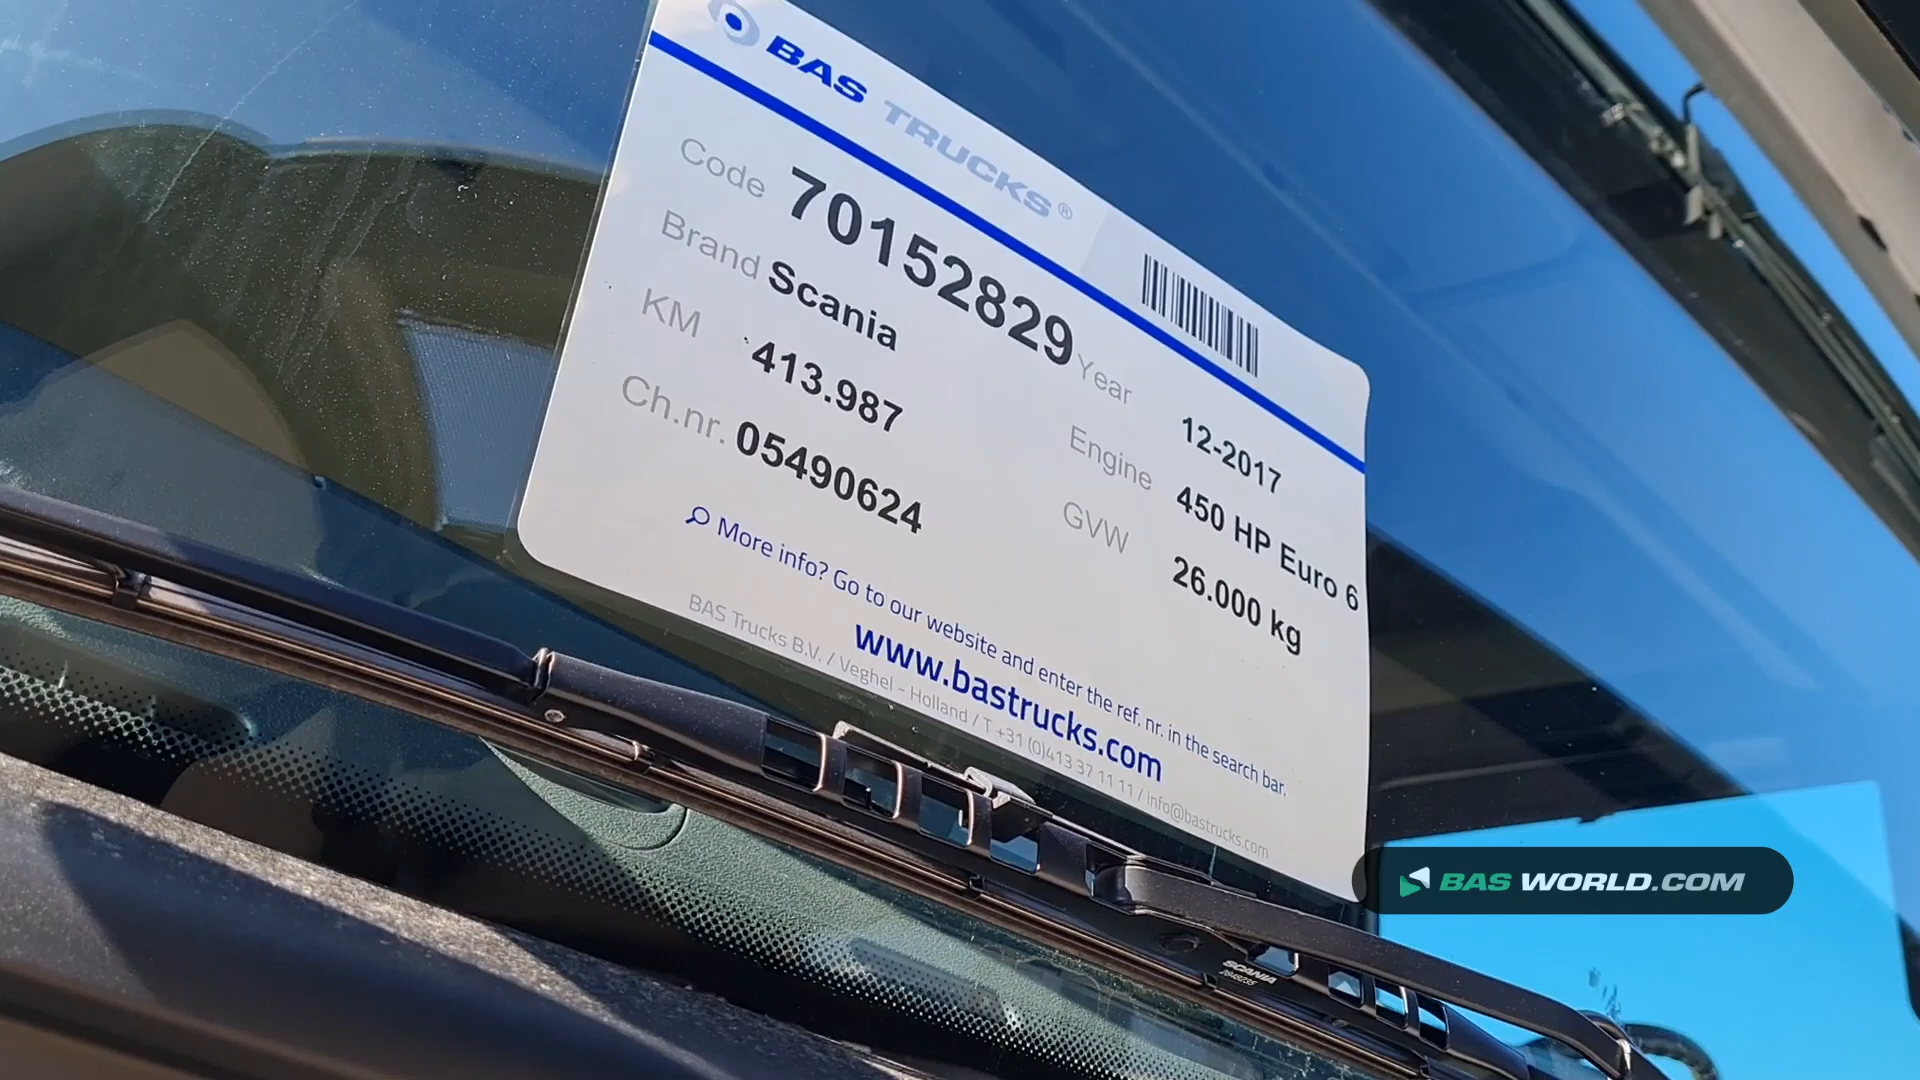 BAS TRUCKS®
Code 70152829
Brand Scania
KM 413.987
Ch.nr. 05490624
Year 12-2017
Engine 450 HP Euro 6
GVW 26.000 kg
More info? Go to our website and enter the ref. nr. in the search bar.
www.bastrucks.com
BAS Trucks B.V. / Veghel - Holland / T +31 (0)413 37 11 11 / info@bastrucks.com
BAS WORLD.COM
SCANIA